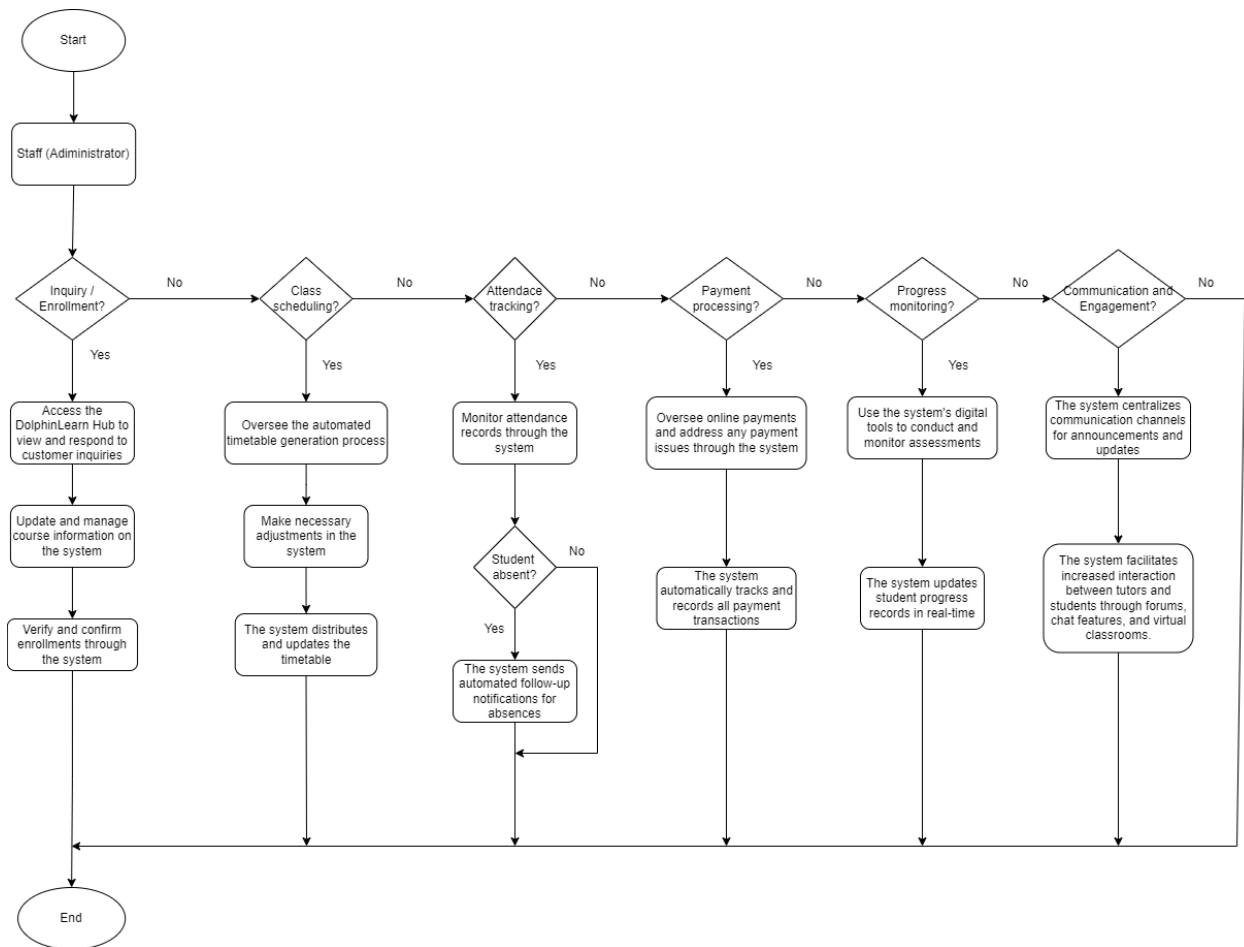 Start
Staff (Adiministrator)
Inquiry /
Enrollment?
No
Class
scheduling?
No
Attendace
tracking?
No
Payment
processing?
No
Progress
monitoring?
No
Communication and
Engagement?
No
Yes
Yes
Yes
Yes
Yes
Yes
Access the
DolphinLearn Hub to
view and respond to
customer inquiries
Update and manage
course information on
the system
Verify and confirm
enrollments through
the system
Oversee the automated
timetable generation process
Make necessary
adjustments in the
system
The system distributes
and updates the
timetable
Monitor attendance
records through the
system
Student
absent?
No
Yes
The system sends
automated follow-up
notifications for
absences
Oversee online payments
and address any payment
issues through the system
The system
automatically tracks and
records all payment
transactions
Use the system's digital
tools to conduct and
monitor assessments
The system updates
student progress
records in real-time
The system centralizes
communication channels
for announcements and
updates
The system facilitates
increased interaction
between tutors and
students through forums,
chat features, and virtual
classrooms.
End